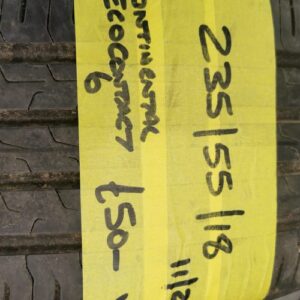 235/55/18
CONTINENTAL
ECOCONTACT
6
£50-